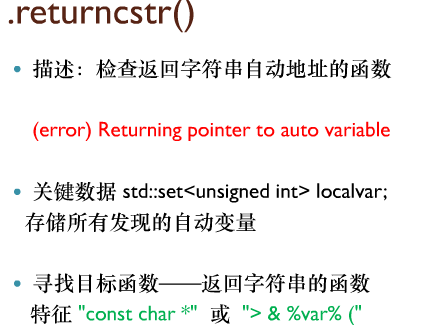 .returncstr()
• 描述：检查返回字符串自动地址的函数
(error) Returning pointer to auto variable
• 关键数据 std::set<unsigned int> localvar;
存储所有发现的自动变量
• 寻找目标函数——返回字符串的函数
特征 "const char *" 或 "> & %var% ("